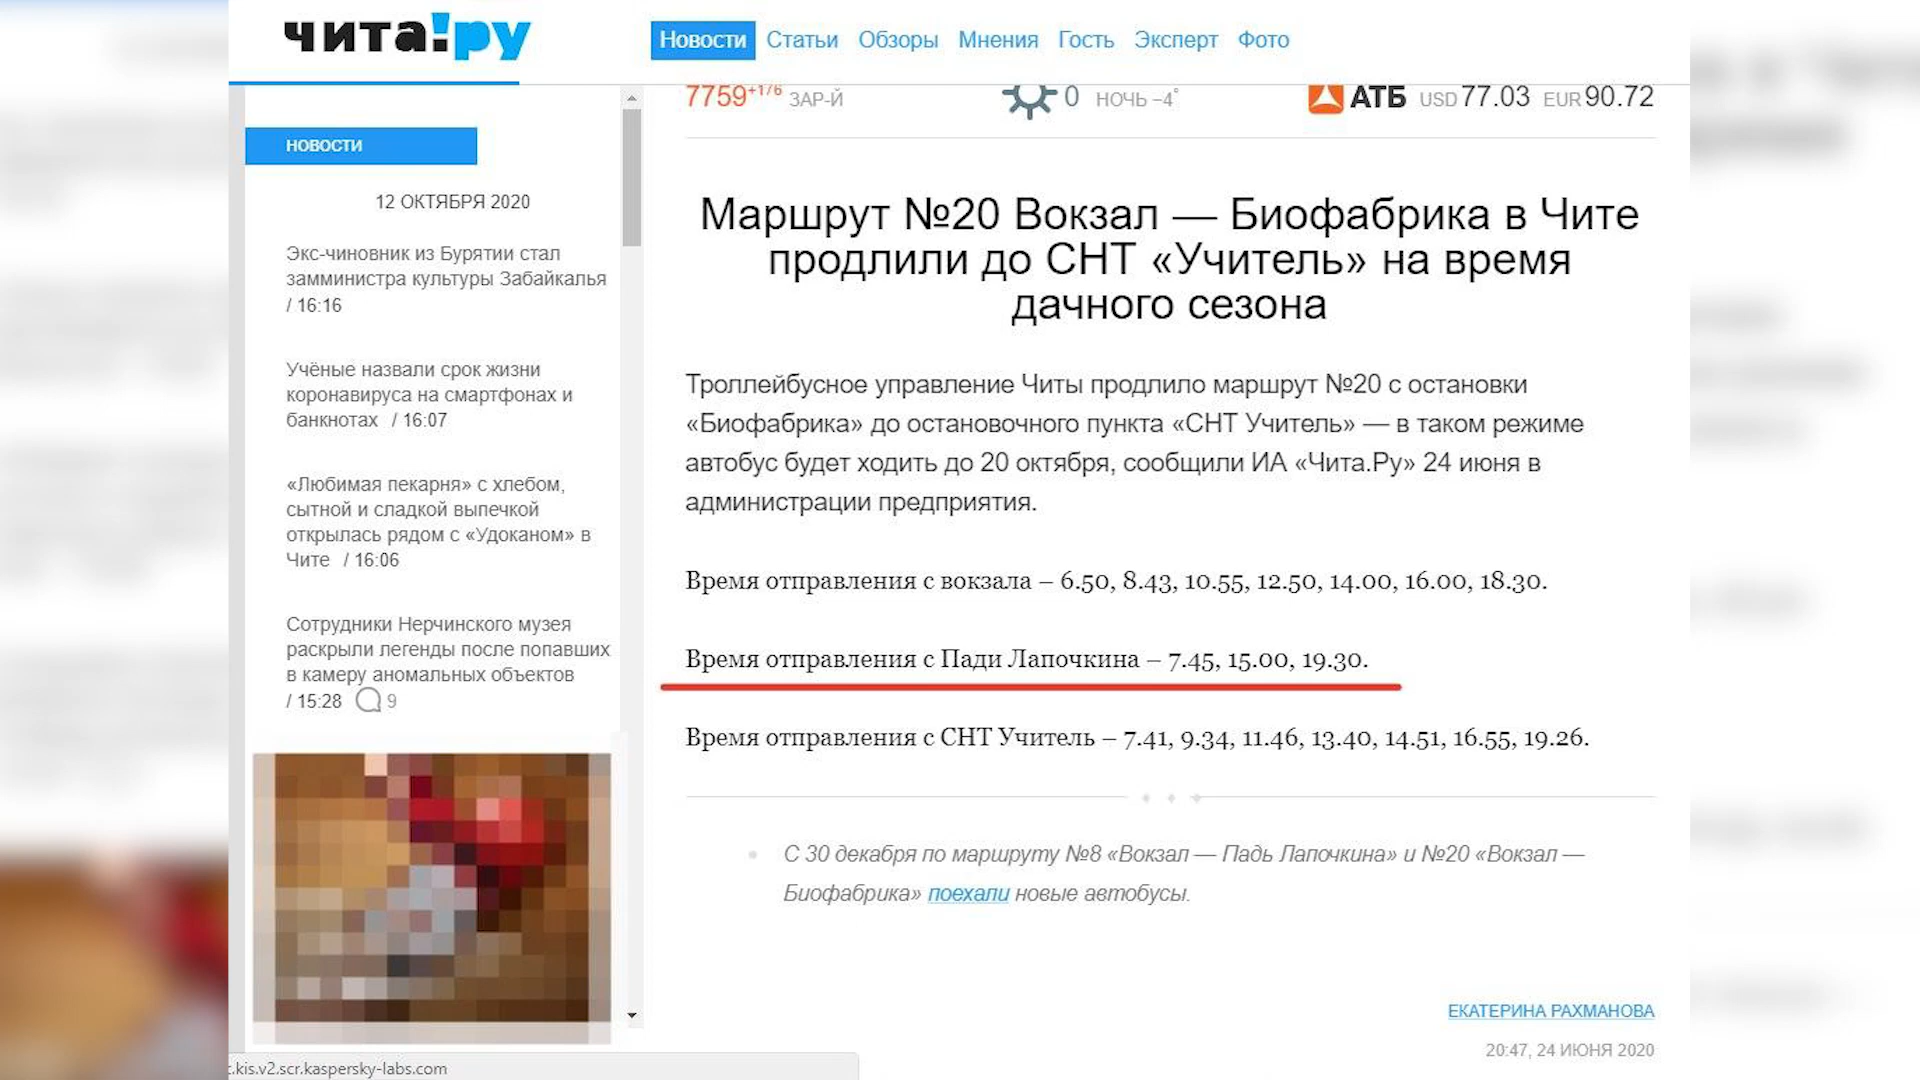 чита!ру
Новости Статьи Обзоры Мнения Гость Эксперт Фото
7759+176 ЗАР-Й 0 НОЧЬ –4° АТБ USD 77.03 EUR 90.72
НОВОСТИ
12 ОКТЯБРЯ 2020
Экс-чиновник из Бурятии стал
замминистра культуры Забайкалья
/ 16:16
Учёные назвали срок жизни
коронавируса на смартфонах и
банкнотах / 16:07
«Любимая пекарня» с хлебом,
сытной и сладкой выпечкой
открылась рядом с «Удоканом» в
Чите / 16:06
Сотрудники Нерчинского музея
раскрыли легенды после попавших
в камеру аномальных объектов
/ 15:28 9
Маршрут №20 Вокзал — Биофабрика в Чите
продлили до СНТ «Учитель» на время
дачного сезона
Троллейбусное управление Читы продлило маршрут №20 с остановки
«Биофабрика» до остановочного пункта «СНТ Учитель» — в таком режиме
автобус будет ходить до 20 октября, сообщили ИА «Чита.Ру» 24 июня в
администрации предприятия.
Время отправления с вокзала – 6.50, 8.43, 10.55, 12.50, 14.00, 16.00, 18.30.
Время отправления с Пади Лапочкина – 7.45, 15.00, 19.30.
Время отправления с СНТ Учитель – 7.41, 9.34, 11.46, 13.40, 14.51, 16.55, 19.26.
С 30 декабря по маршруту №8 «Вокзал — Падь Лапочкина» и №20 «Вокзал —
Биофабрика» поехали новые автобусы.
ЕКАТЕРИНА РАХМАНОВА
20:47, 24 ИЮНЯ 2020
.kis.v2.scr.kaspersky-labs.com